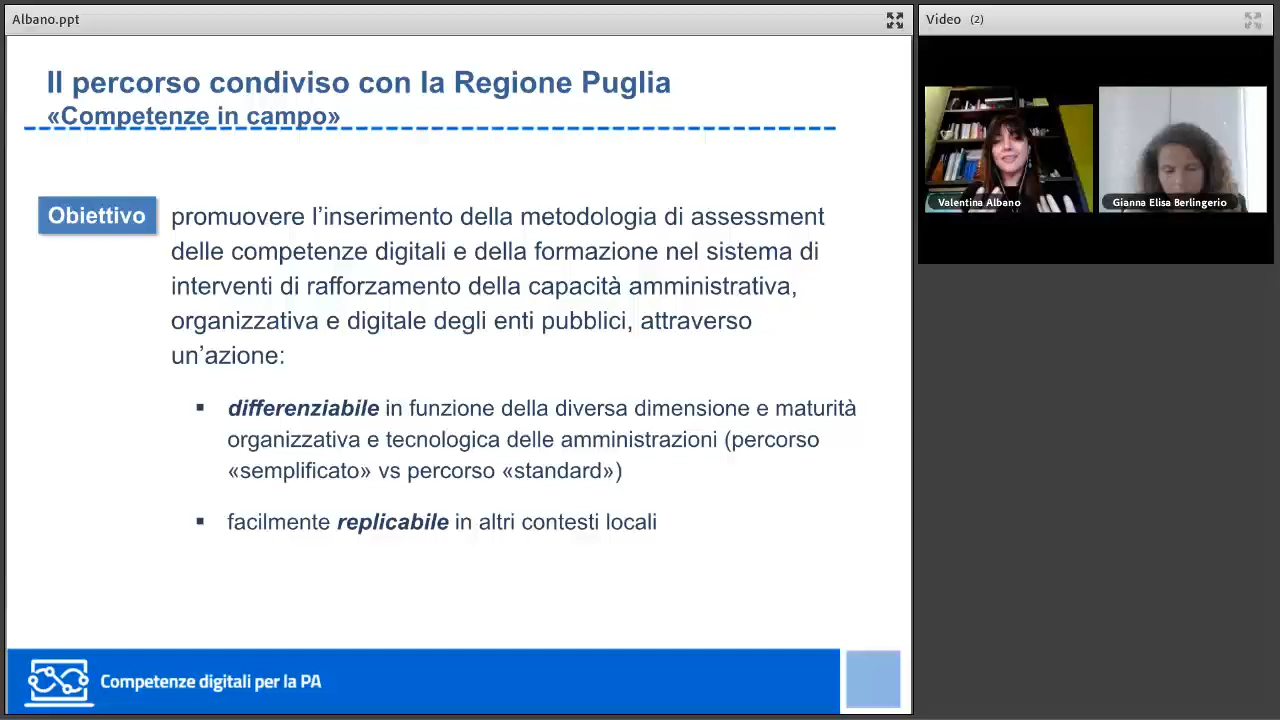 Albano.ppt
Il percorso condiviso con la Regione Puglia
«Competenze in campo»
Obiettivo
promuovere l’inserimento della metodologia di assessment
delle competenze digitali e della formazione nel sistema di
interventi di rafforzamento della capacità amministrativa,
organizzativa e digitale degli enti pubblici, attraverso
un’azione:
▪ differenziabile in funzione della diversa dimensione e maturità
organizzativa e tecnologica delle amministrazioni (percorso
«semplificato» vs percorso «standard»)
▪ facilmente replicabile in altri contesti locali
Competenze digitali per la PA
Video (2)
Valentina Albano
Gianna Elisa Berlingerio